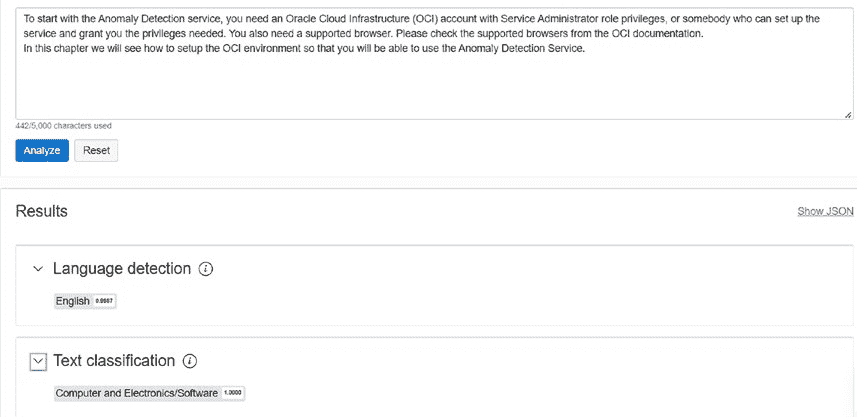 To start with the Anomaly Detection service, you need an Oracle Cloud Infrastructure (OCI) account with Service Administrator role privileges, or somebody who can set up the
service and grant you the privileges needed. You also need a supported browser. Please check the supported browsers from the OCI documentation.
In this chapter we will see how to setup the OCI environment so that you will be able to use the Anomaly Detection Service.
442/5,000 characters used
Analyze Reset
Results Show JSON
Language detection
English
Text classification
Computer and Electronics/Software 1.0000